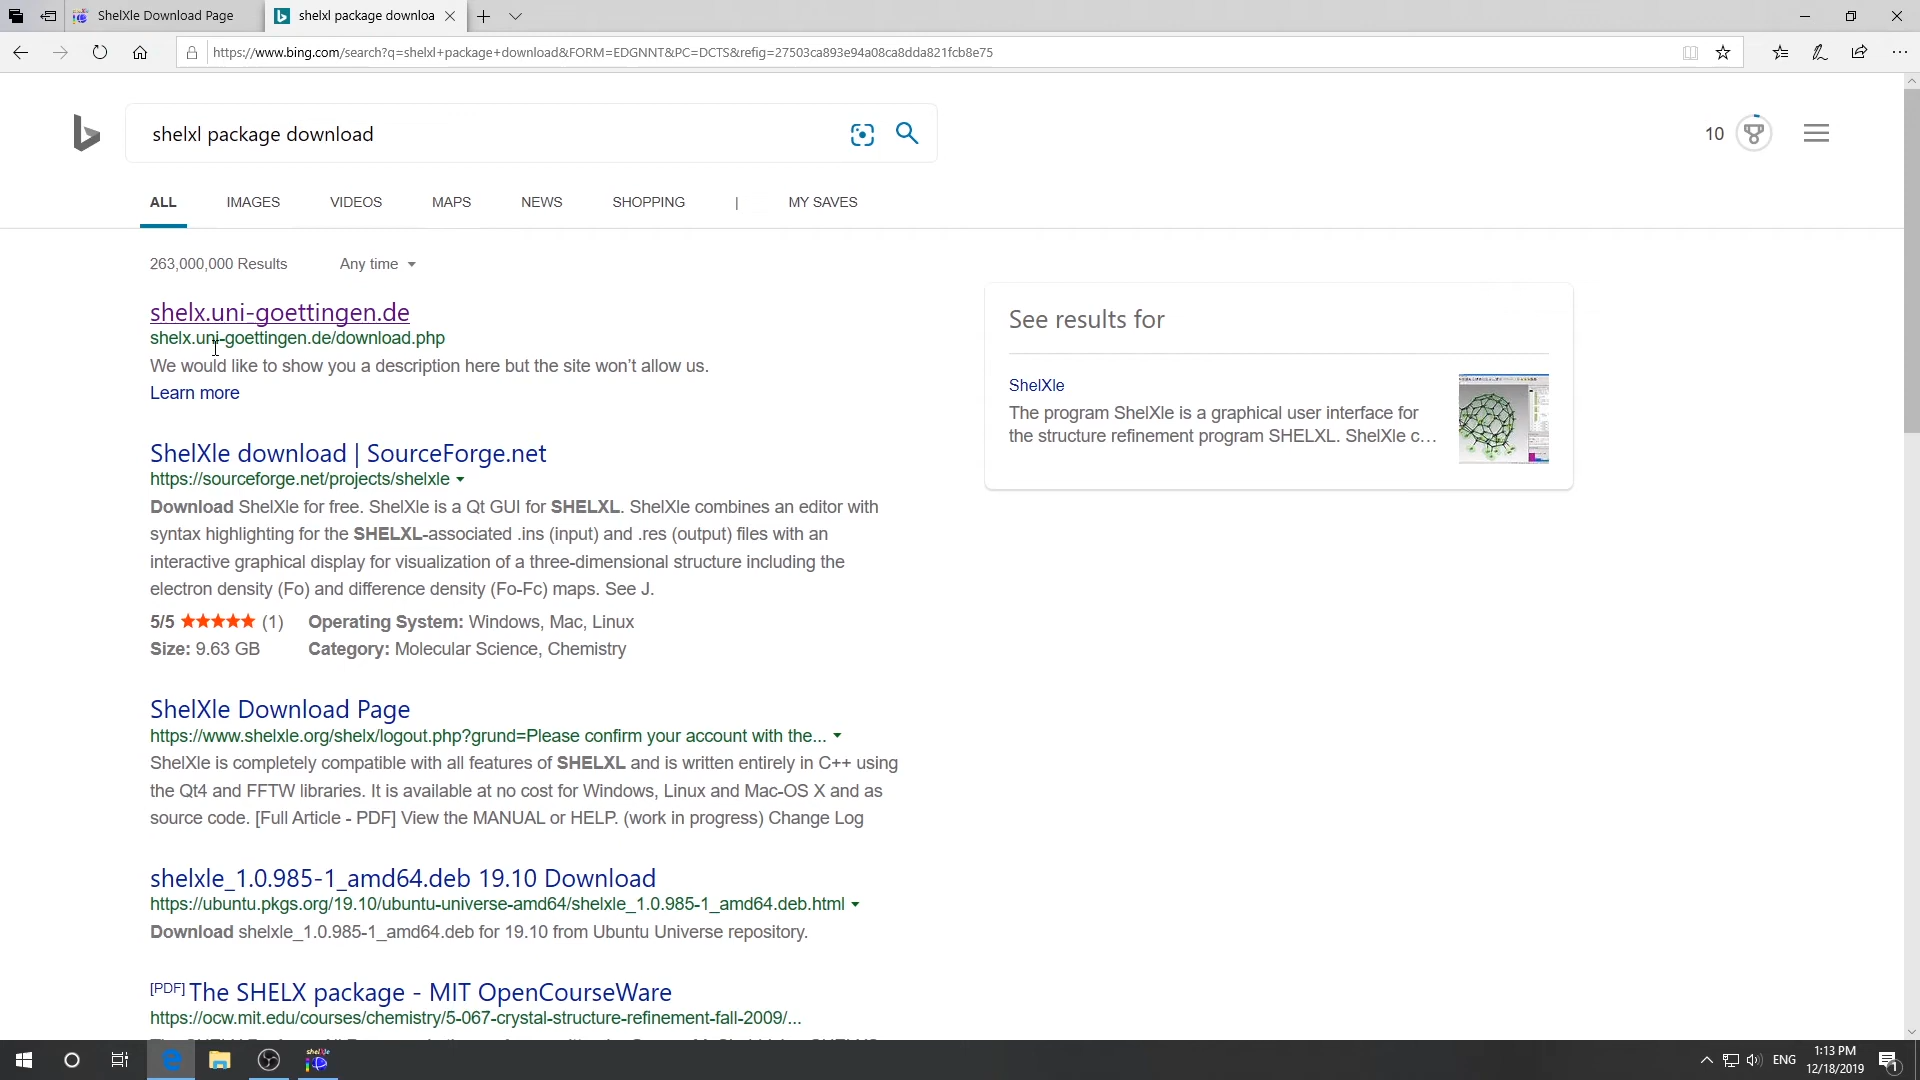 ShelXle Download Page
shelxl package downloa
https://www.bing.com/search?q=shelxl+package+download&FORM=EDGNNT&PC=DCTS&refig=27503ca893e94a08ca8dda821fcb8e75
shelxl package download
10
ALL IMAGES VIDEOS MAPS NEWS SHOPPING | MY SAVES
263,000,000 Results Any time
shelx.uni-goettingen.de
shelx.uni-goettingen.de/download.php
We would like to show you a description here but the site won’t allow us.
Learn more
ShelXle download | SourceForge.net
https://sourceforge.net/projects/shelxle
Download ShelXle for free. ShelXle is a Qt GUI for SHELXL. ShelXle combines an editor with
syntax highlighting for the SHELXL-associated .ins (input) and .res (output) files with an
interactive graphical display for visualization of a three-dimensional structure including the
electron density (Fo) and difference density (Fo-Fc) maps. See J.
5/5 ★★★★★ (1) Operating System: Windows, Mac, Linux
Size: 9.63 GB Category: Molecular Science, Chemistry
ShelXle Download Page
https://www.shelxle.org/shelx/logout.php?grund=Please confirm your account with the...
ShelXle is completely compatible with all features of SHELXL and is written entirely in C++ using
the Qt4 and FFTW libraries. It is available at no cost for Windows, Linux and Mac-OS X and as
source code. [Full Article - PDF] View the MANUAL or HELP. (work in progress) Change Log
shelxle_1.0.985-1_amd64.deb 19.10 Download
https://ubuntu.pkgs.org/19.10/ubuntu-universe-amd64/shelxle_1.0.985-1_amd64.deb.html
Download shelxle_1.0.985-1_amd64.deb for 19.10 from Ubuntu Universe repository.
[PDF] The SHELX package - MIT OpenCourseWare
https://ocw.mit.edu/courses/chemistry/5-067-crystal-structure-refinement-fall-2009/...
See results for
ShelXle
The program ShelXle is a graphical user interface for
the structure refinement program SHELXL. ShelXle c...
ENG
1:13 PM
12/18/2019
1